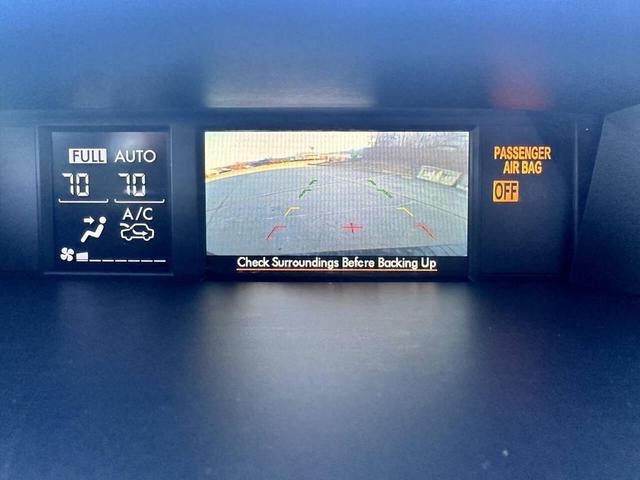 FULL AUTO
70 70
A/C
Check Surroundings Before Backing Up
PASSENGER
AIR BAG
OFF